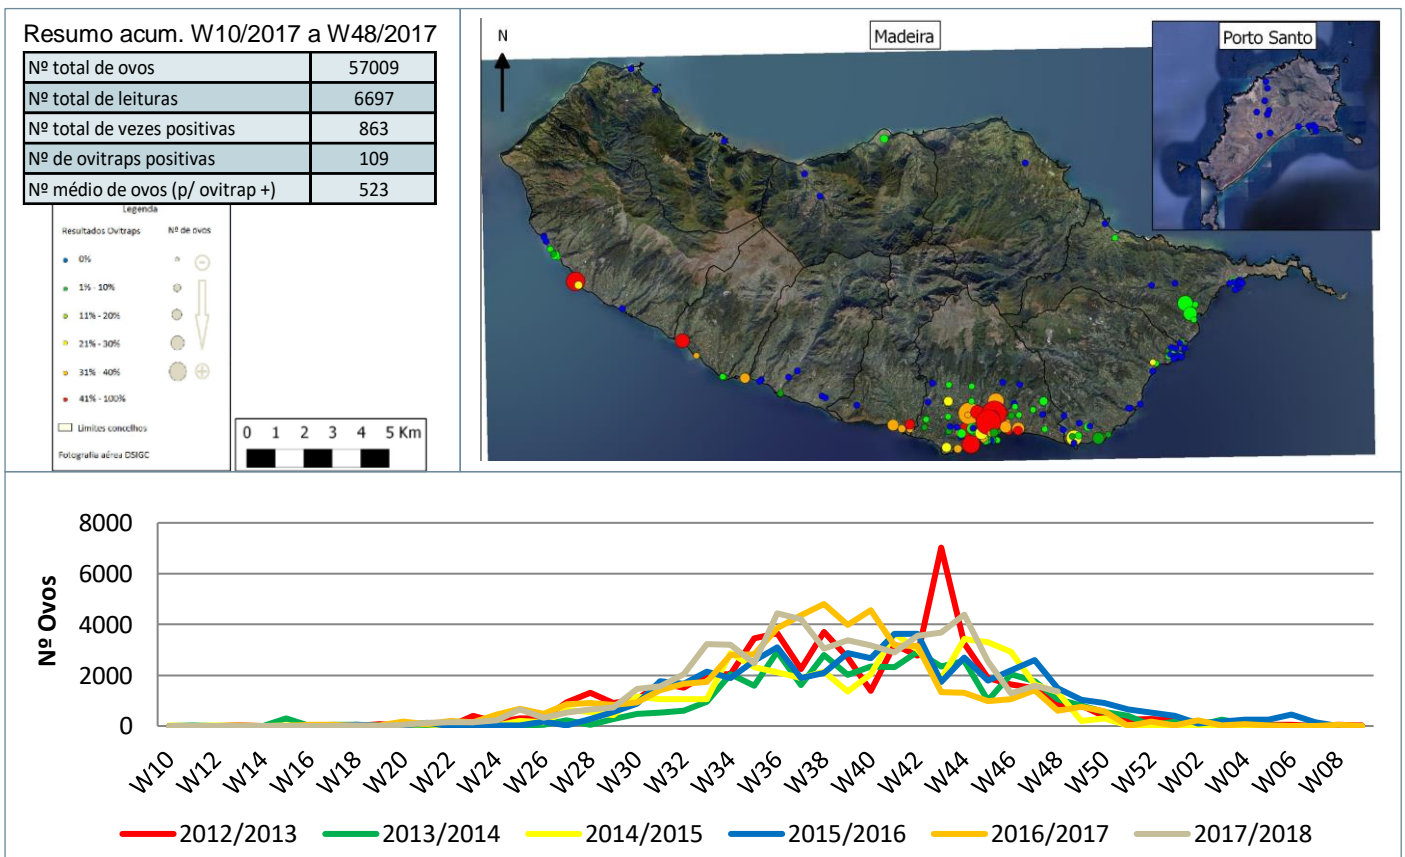 Resumo acum. W10/2017 a W48/2017
Nº total de ovos 57009
Nº total de leituras 6697
Nº total de vezes positivas 863
Nº de ovitraps positivas 109
Nº médio de ovos (p/ ovitrap +) 523
Legenda
Resultados Ovitraps Nº de ovos
0%
1% - 10%
11% - 20%
21% - 30%
31% - 40%
41% - 100%
Limites concelhos
Fotografia aérea DSIGC
0 1 2 3 4 5 Km
N
Madeira
Porto Santo
Nº Ovos
8000
6000
4000
2000
0
W10 W12 W14 W16 W18 W20 W22 W24 W26 W28 W30 W32 W34 W36 W38 W40 W42 W44 W46 W48 W50 W52 W02 W04 W06 W08
2012/2013 2013/2014 2014/2015 2015/2016 2016/2017 2017/2018